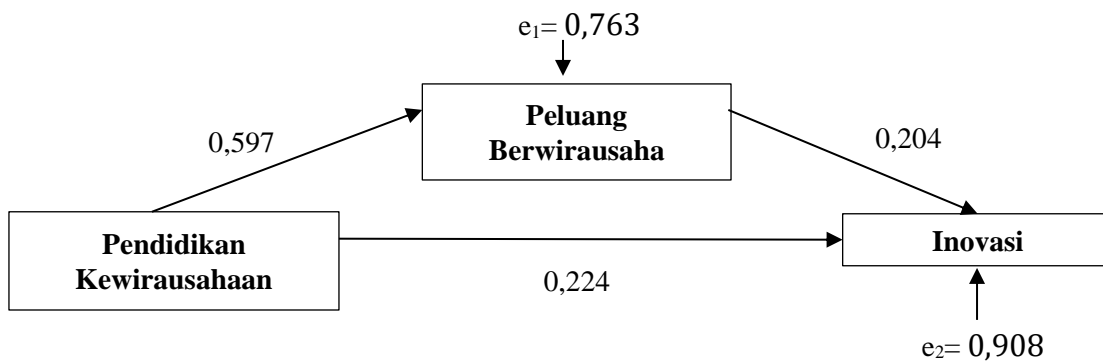 e₁= 0,763
Peluang
Berwirausaha
0,597
0,204
Pendidikan
Kewirausahaan
Inovasi
0,224
e₂= 0,908